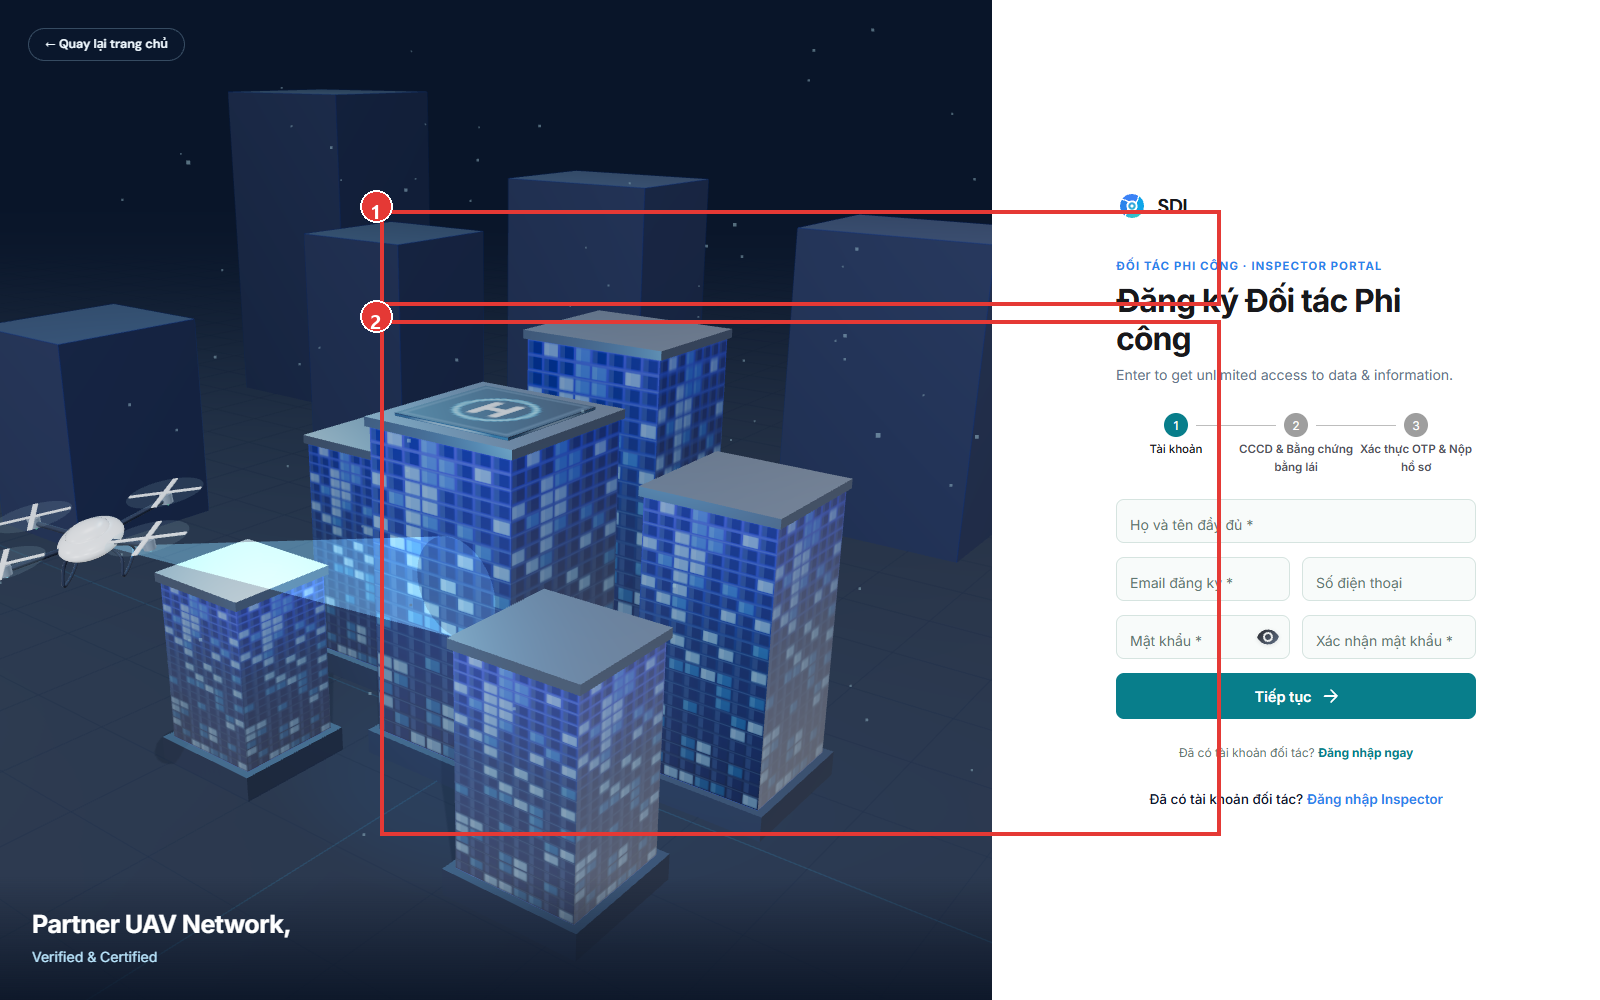 ← Quay lại trang chủ
1
2
Partner UAV Network,
Verified & Certified
SDL
ĐỐI TÁC PHI CÔNG · INSPECTOR PORTAL
Đăng ký Đối tác Phi
công
Enter to get unlimited access to data & information.
1
2
3
Tài khoản
CCCD & Bằng chứng
bằng lái
Xác thực OTP & Nộp
hồ sơ
Họ và tên đầy đủ *
Email đăng ký *
Số điện thoại
Mật khẩu *
Xác nhận mật khẩu *
Tiếp tục →
Đã có tài khoản đối tác? Đăng nhập ngay
Đã có tài khoản đối tác? Đăng nhập Inspector
H